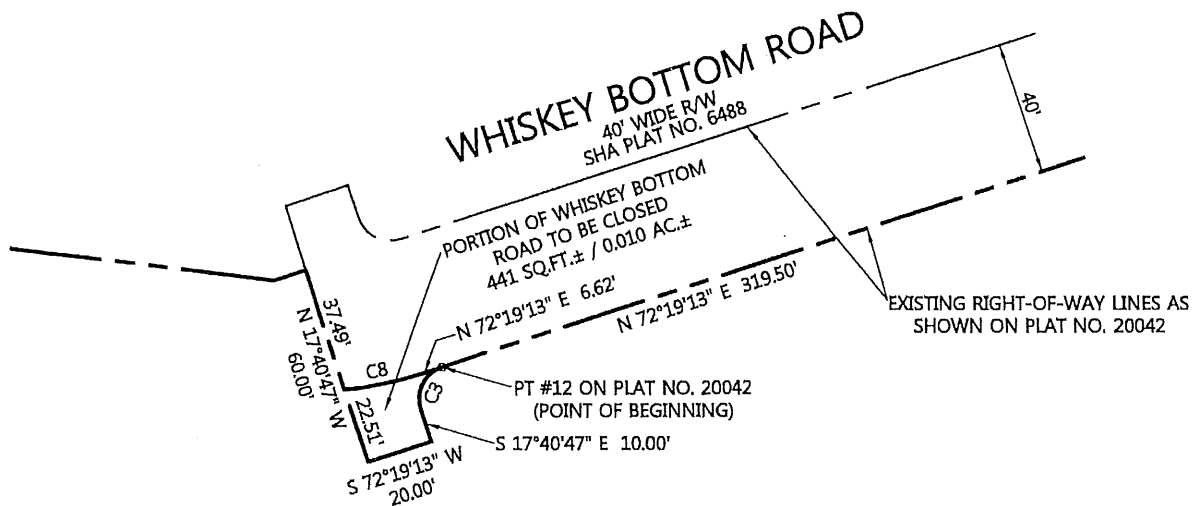 WHISKEY BOTTOM ROAD
40' WIDE R/W
SHA PLAT NO. 6488
40'
PORTION OF WHISKEY BOTTOM
ROAD TO BE CLOSED
441 SQ.FT.± / 0.010 AC.±
N 72°19'13" E 6.62'
N 72°19'13" E 319.50'
EXISTING RIGHT-OF-WAY LINES AS
SHOWN ON PLAT NO. 20042
37.49'
N 17°40'47" W
60.00'
C8
C3
22.51'
PT #12 ON PLAT NO. 20042
(POINT OF BEGINNING)
S 17°40'47" E 10.00'
S 72°19'13" W
20.00'